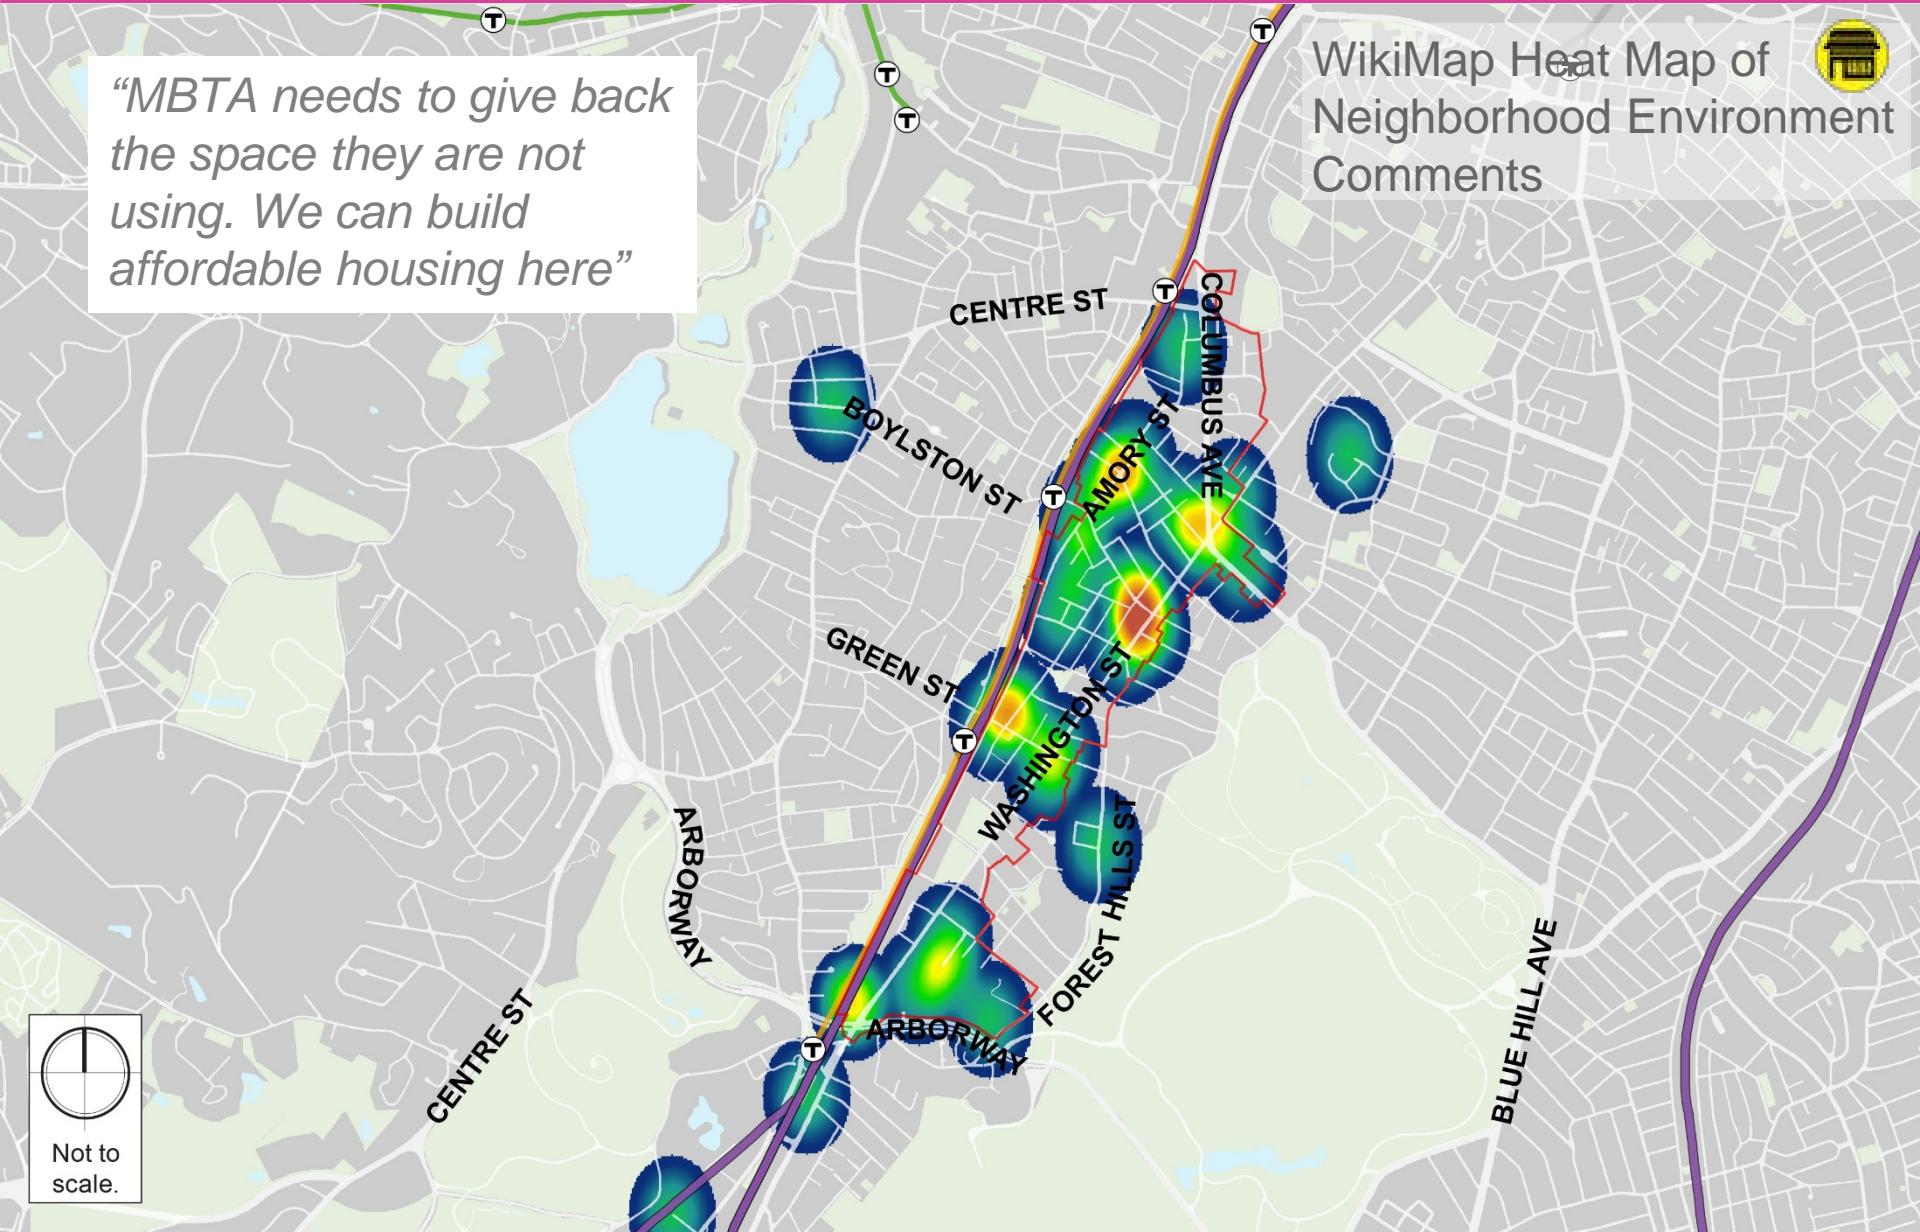 “MBTA needs to give back
the space they are not
using. We can build
affordable housing here”
WikiMap Heat Map of
Neighborhood Environment
Comments
T
T
T
T
CENTRE ST
T
COLUMBUS AVE
BOYLSTON ST
AMORY ST
T
GREEN ST
WASHINGTON ST
T
ARBORWAY
FOREST HILLS ST
BLUE HILL AVE
CENTRE ST
ARBORWAY
T
Not to
scale.